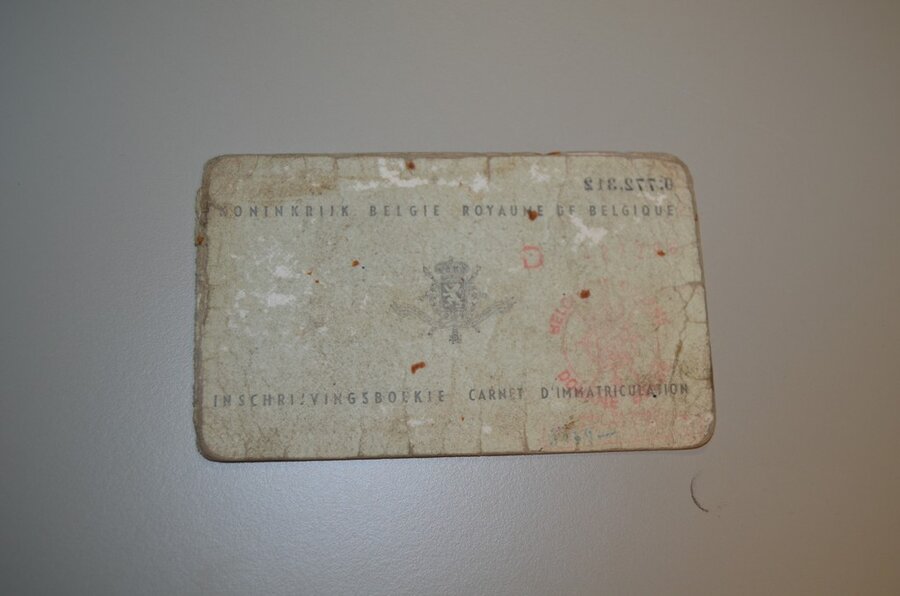 0.772.312
KONINKRIJK BELGIE ROYAUME DE BELGIQUE
INSCHRIJVINGSBOEKJE CARNET D'IMMATRICULATION